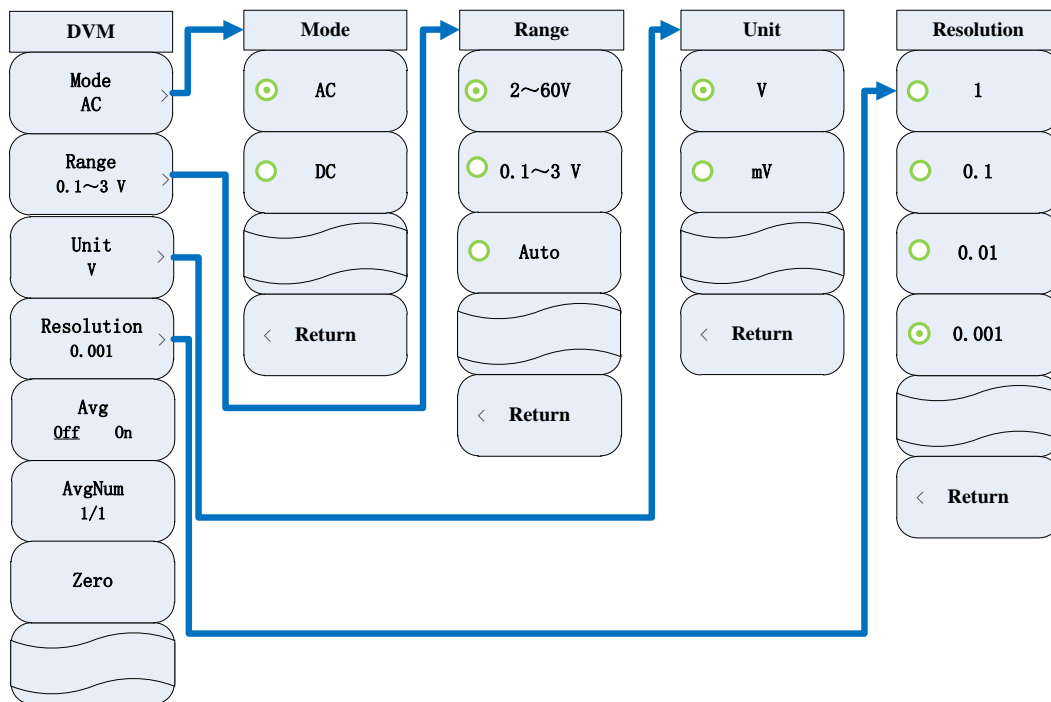 DVM
Mode
AC
Range
0.1～3 V
Unit
V
Resolution
0.001
Avg
Off On
AvgNum
1/1
Zero
Mode
AC
DC
Return
Range
2～60V
0.1～3 V
Auto
Return
Unit
V
mV
Return
Resolution
1
0.1
0.01
0.001
Return